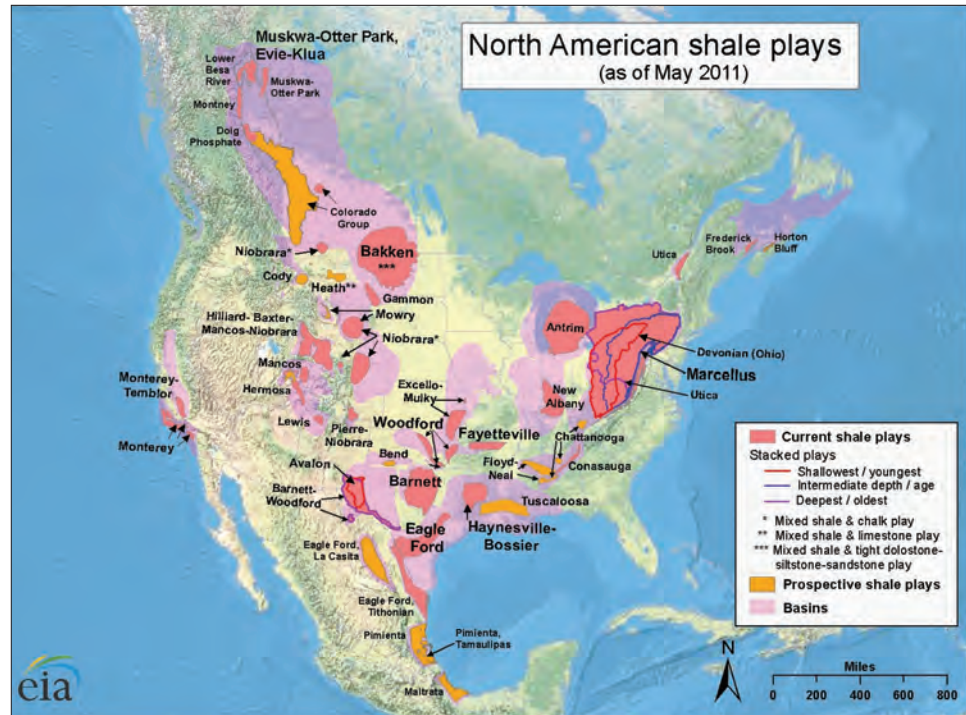 North American shale plays
(as of May 2011)
Muskwa-Otter Park,
Evie-Klua
Lower
Besa
River
Muskwa-
Otter Park
Montney
Doig
Phosphate
Colorado
Group
Niobrara*
Bakken
***
Cody
Heath**
Gammon
Mowry
Hilliard- Baxter-
Mancos-Niobrara
Niobrara*
Mancos
Hermosa
Monterey-
Temblor
Monterey
Lewis
Pierre-
Niobrara
Excello-
Mulky
Woodford
Fayetteville
Bend
Avalon
Barnett-
Woodford
Barnett
Eagle
Ford
Haynesville-
Bossier
Tuscaloosa
Floyd-
Neal
Conasauga
Chattanooga
New
Albany
Antrim
Devonian (Ohio)
Marcellus
Utica
Utica
Frederick
Brook
Horton
Bluff
Eagle Ford,
La Casita
Eagle Ford,
Tithonian
Pimienta
Pimienta,
Tamaulipas
Maltrata
Current shale plays
Stacked plays
Shallowest / youngest
Intermediate depth / age
Deepest / oldest
* Mixed shale & chalk play
** Mixed shale & limestone play
*** Mixed shale & tight dolostone-
siltstone-sandstone play
Prospective shale plays
Basins
N
Miles
0 200 400 600 800
eia